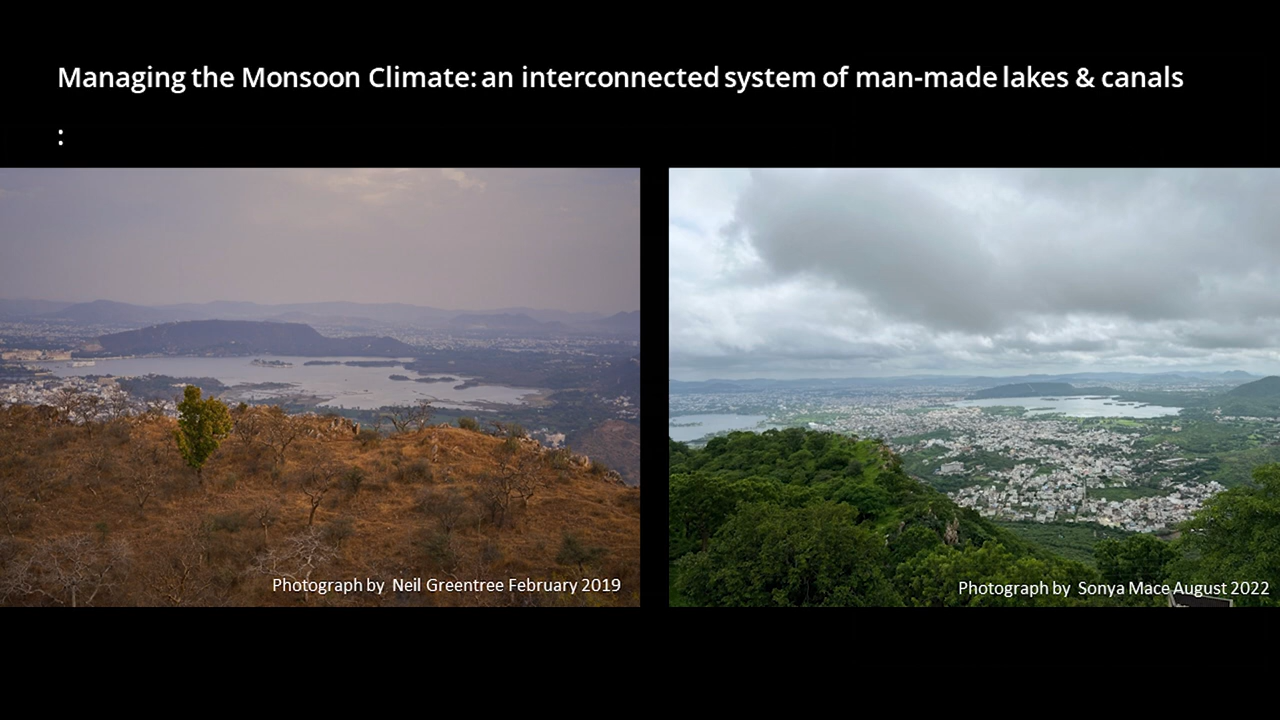 Managing the Monsoon Climate: an interconnected system of man-made lakes & canals
:
Photograph by Neil Greentree February 2019
Photograph by Sonya Mace August 2022